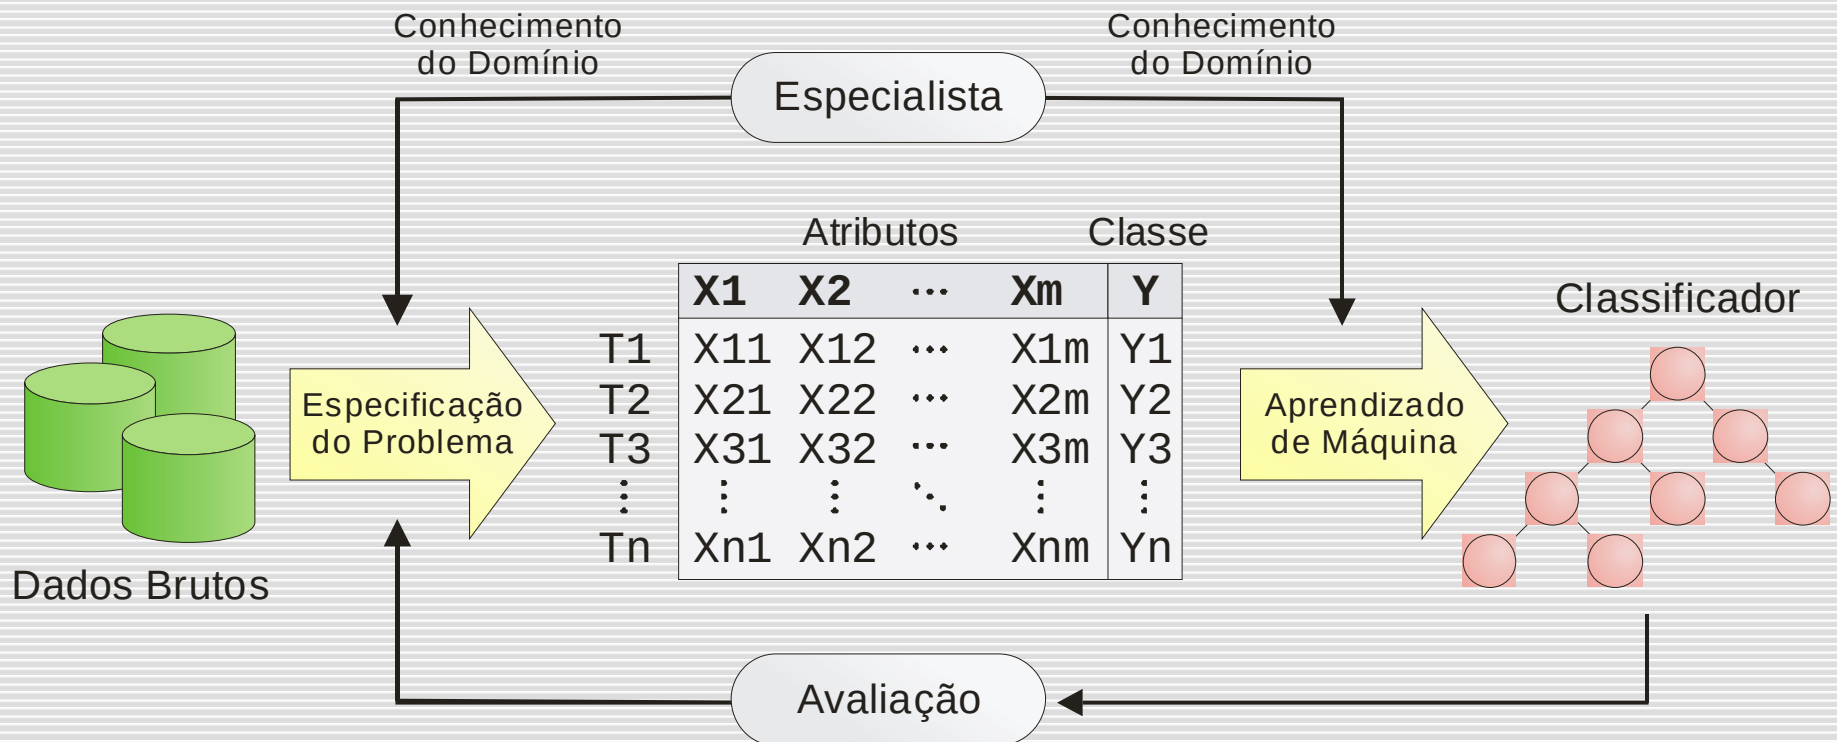 Conhecimento
do Domínio
Conhecimento
do Domínio
Especialista
Atributos Classe
X1 X2 ... Xm Y
T1 X11 X12 ... X1m Y1
T2 X21 X22 ... X2m Y2
T3 X31 X32 ... X3m Y3
⋮ ⋮ ⋮ ⋱ ⋮ ⋮
Tn Xn1 Xn2 ... Xnm Yn
Especificação
do Problema
Dados Brutos
Aprendizado
de Máquina
Classificador
Avaliação